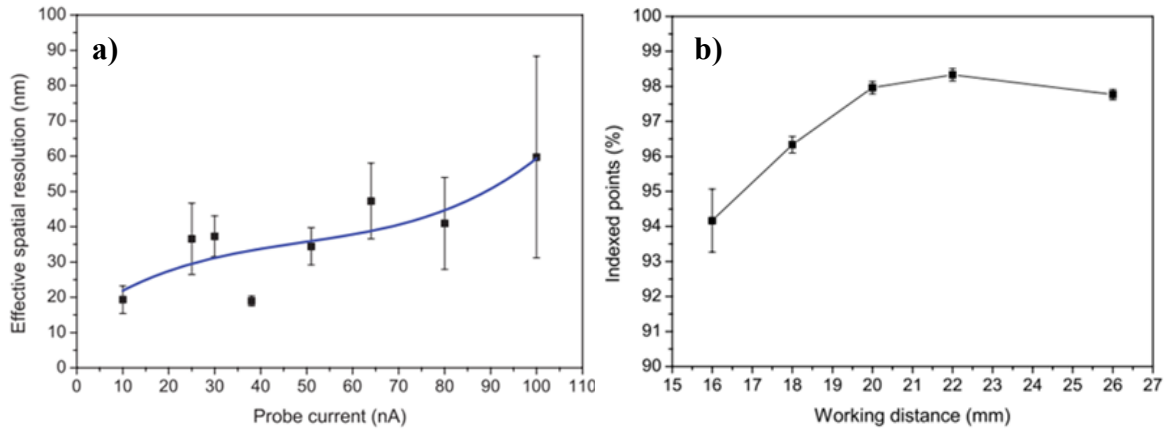 a)
Effective spatial resolution (nm)
100
90
80
70
60
50
40
30
20
10
0
0 10 20 30 40 50 60 70 80 90 100 110
Probe current (nA)
b)
Indexed points (%)
100
99
98
97
96
95
94
93
92
91
90
15 16 17 18 19 20 21 22 23 24 25 26 27
Working distance (mm)